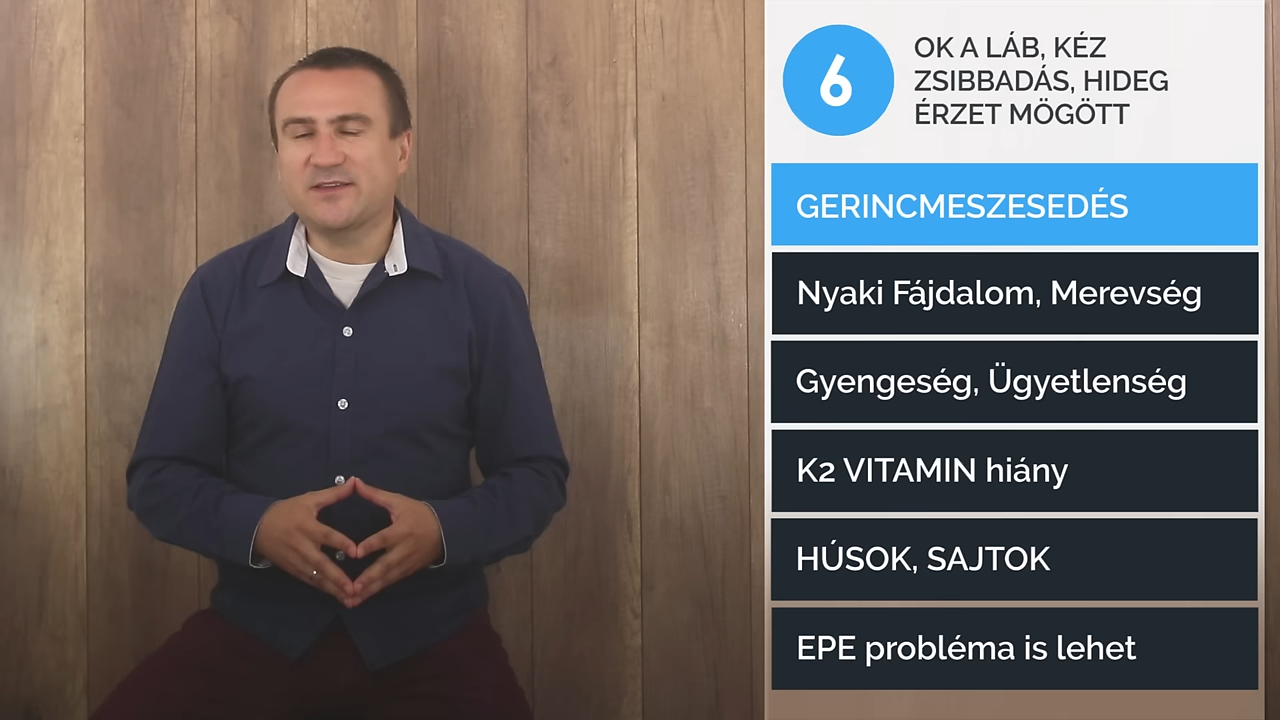 6
OK A LÁB, KÉZ
ZSIBBADÁS, HIDEG
ÉRZET MÖGÖTT
GERINCMESZESEDÉS
Nyaki Fájdalom, Merevség
Gyengeség, Ügyetlenség
K2 VITAMIN hiány
HÚSOK, SAJTOK
EPE probléma is lehet